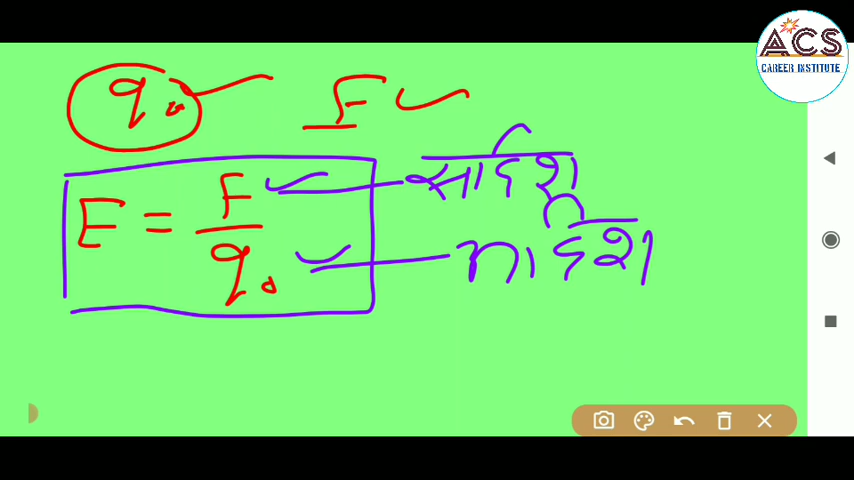 ACS
CAREER INSTITUTE
q₀ F
E = F / q₀
सदिश
अदिश